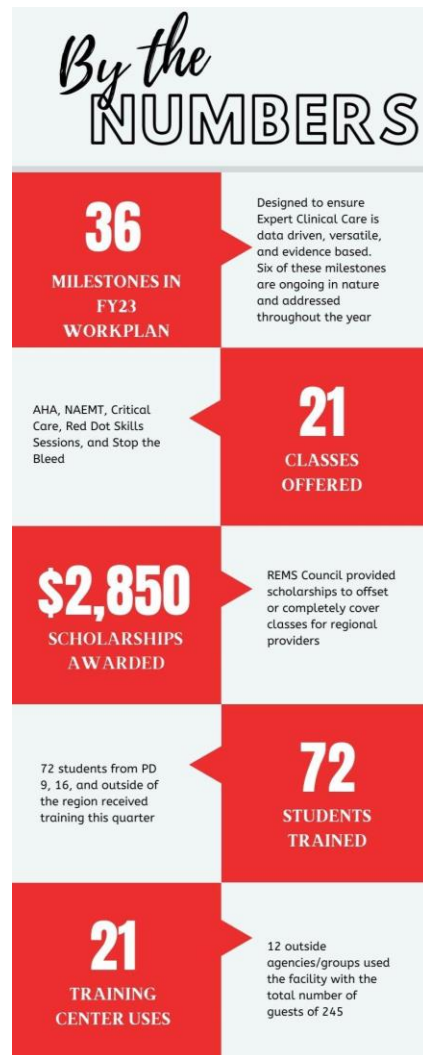 By the
NUMBERS
36
MILESTONES IN
FY23
WORKPLAN
Designed to ensure
Expert Clinical Care is
data driven, versatile,
and evidence based.
Six of these milestones
are ongoing in nature
and addressed
throughout the year
AHA, NAEMT, Critical
Care, Red Dot Skills
Sessions, and Stop the
Bleed
21
CLASSES
OFFERED
$2,850
SCHOLARSHIPS
AWARDED
REMS Council provided
scholarships to offset
or completely cover
classes for regional
providers
72 students from PD
9, 16, and outside of
the region received
training this quarter
72
STUDENTS
TRAINED
21
TRAINING
CENTER USES
12 outside
agencies/groups used
the facility with the
total number of
guests of 245